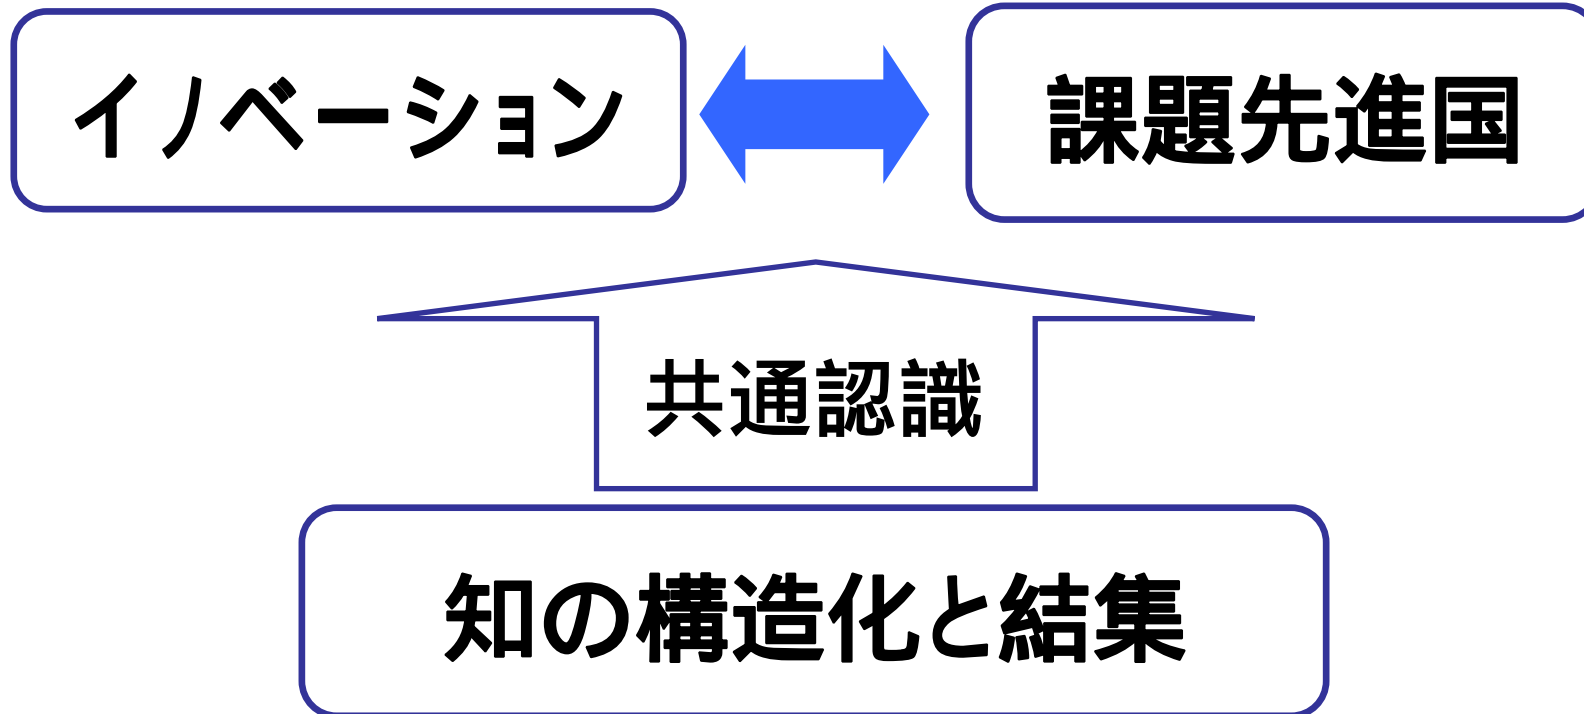 イノベーション
課題先進国
共通認識
知の構造化と結集